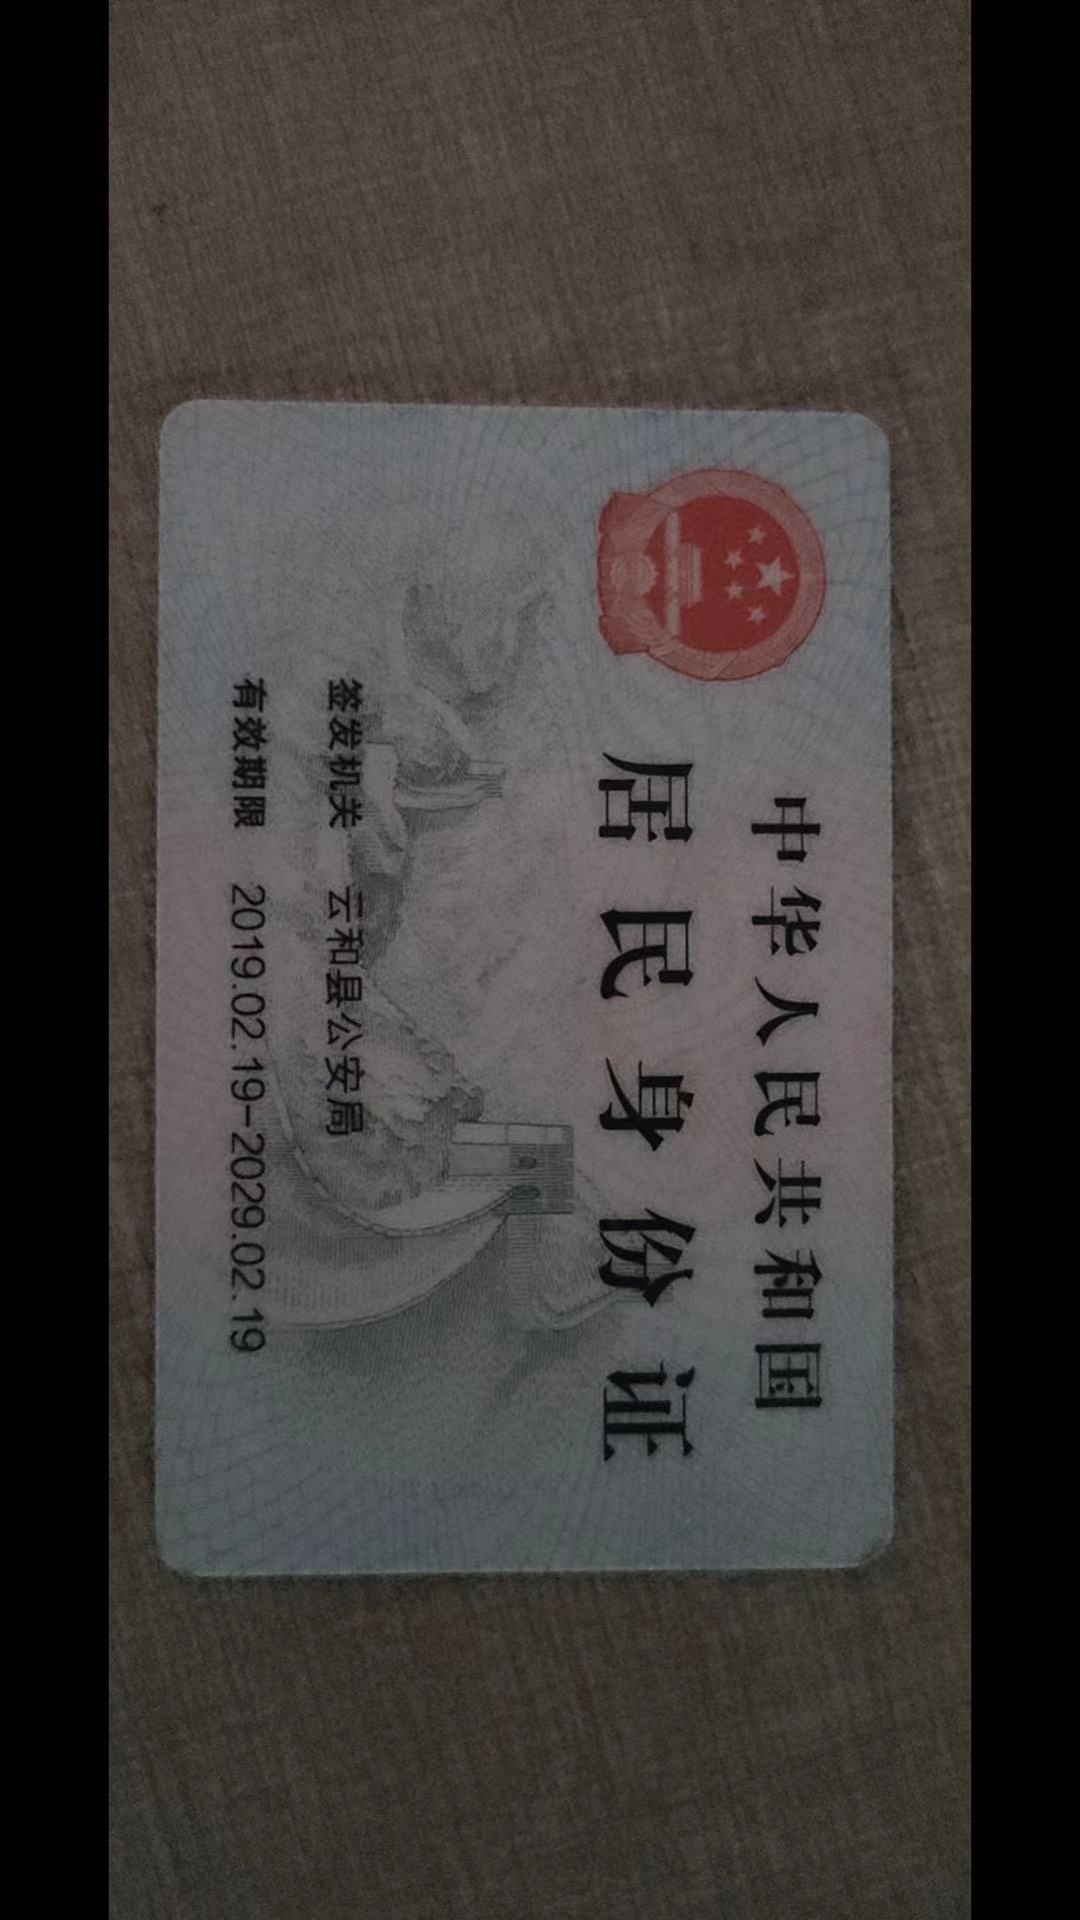 中华人民共和国
居民身份证
签发机关 云和县公安局
有效期限 2019.02.19-2029.02.19